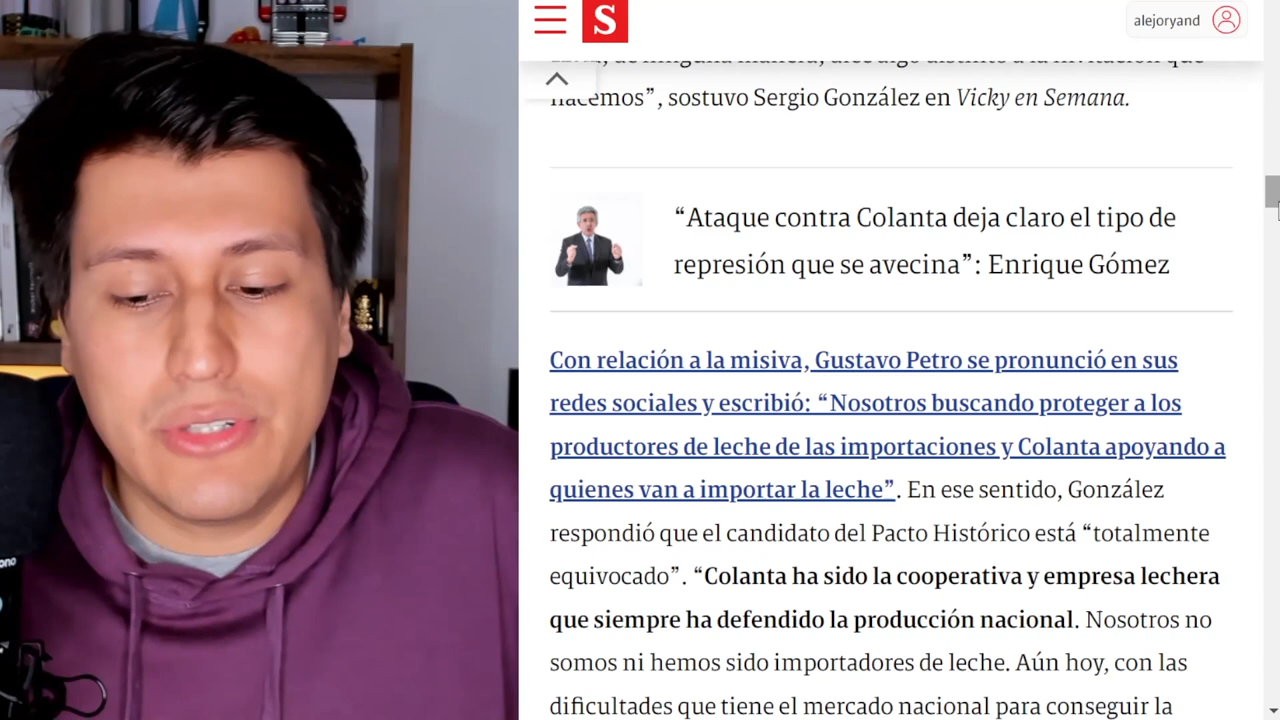 S
alejoryand
hacemos”, sostuvo Sergio González en Vicky en Semana.
“Ataque contra Colanta deja claro el tipo de
represión que se avecina”: Enrique Gómez
Con relación a la misiva, Gustavo Petro se pronunció en sus
redes sociales y escribió: “Nosotros buscando proteger a los
productores de leche de las importaciones y Colanta apoyando a
quienes van a importar la leche”. En ese sentido, González
respondió que el candidato del Pacto Histórico está “totalmente
equivocado”. “Colanta ha sido la cooperativa y empresa lechera
que siempre ha defendido la producción nacional. Nosotros no
somos ni hemos sido importadores de leche. Aún hoy, con las
dificultades que tiene el mercado nacional para conseguir la